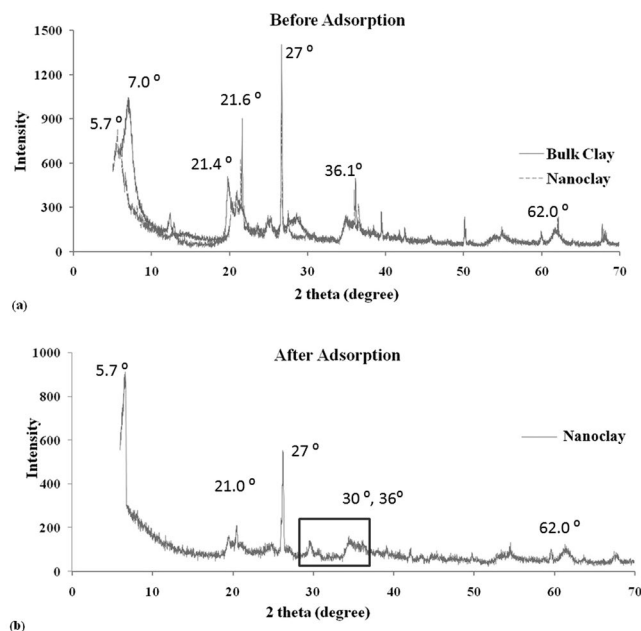 Before Adsorption
1500
1200
900
600
300
0
Intensity
7.0 °
5.7 °
21.4 °
21.6 °
27 °
36.1°
62.0 °
Bulk Clay
Nanoclay
0 10 20 30 40 50 60 70
2 theta (degree)
(a)
After Adsorption
1000
800
600
400
200
0
Intensity
5.7 °
21.0 °
27 °
30 °, 36°
62.0 °
Nanoclay
0 10 20 30 40 50 60 70
2 theta (degree)
(b)